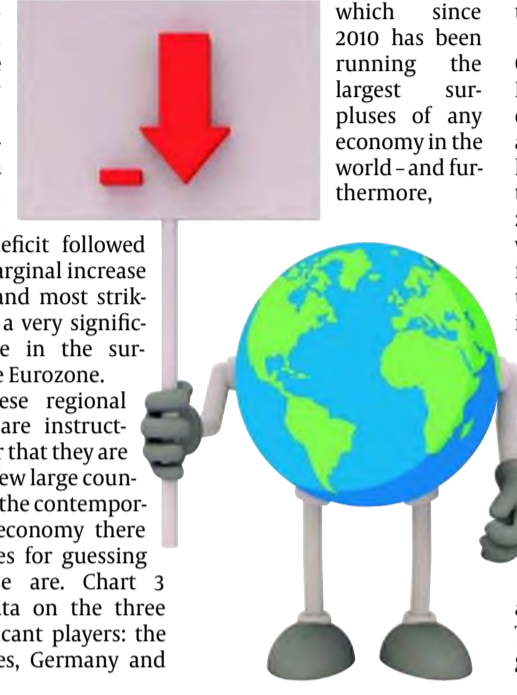 eficit followed
arginal increase
and most strik-
a very signific-
e in the sur-
e Eurozone.
ese regional
are instruct-
r that they are
ew large coun-
the contempor-
economy there
es for guessing
e are. Chart 3
ta on the three
cant players: the
es, Germany and
which since
2010 has been
running the
largest sur-
pluses of any
economy in the
world – and fur-
thermore,